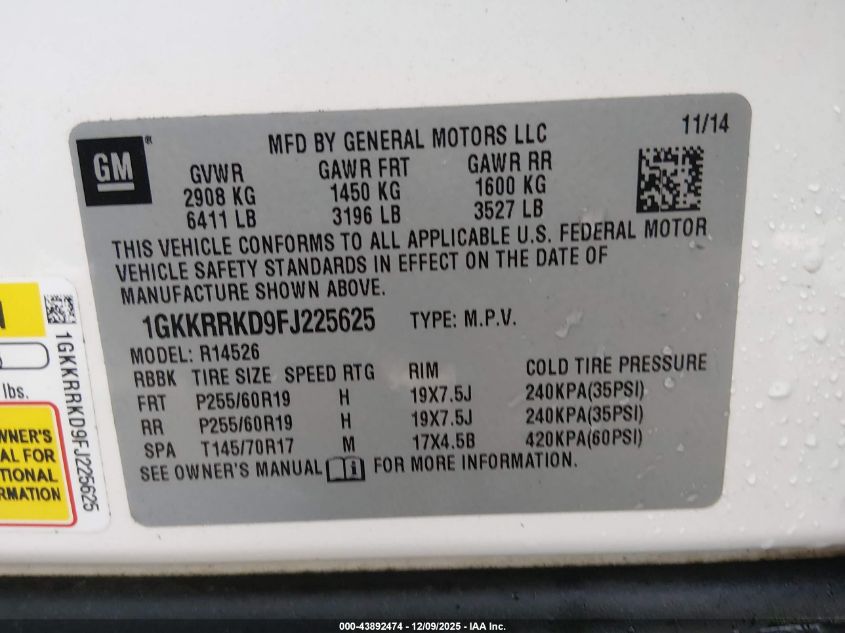 MFD BY GENERAL MOTORS LLC
11/14
GM®
GVWR GAWR FRT GAWR RR
2908 KG 1450 KG 1600 KG
6411 LB 3196 LB 3527 LB
THIS VEHICLE CONFORMS TO ALL APPLICABLE U.S. FEDERAL MOTOR
VEHICLE SAFETY STANDARDS IN EFFECT ON THE DATE OF
MANUFACTURE SHOWN ABOVE.
1GKKRRKD9FJ225625 TYPE: M.P.V.
MODEL: R14526
RBBK TIRE SIZE SPEED RTG RIM COLD TIRE PRESSURE
FRT P255/60R19 H 19X7.5J 240KPA(35PSI)
RR P255/60R19 H 19X7.5J 240KPA(35PSI)
SPA T145/70R17 M 17X4.5B 420KPA(60PSI)
SEE OWNER'S MANUAL FOR MORE INFORMATION.
1GKKRRKD9FJ225625
lbs.
WNER'S
AL FOR
TIONAL
RMATION
000-43892474 - 12/09/2025 - IAA Inc.